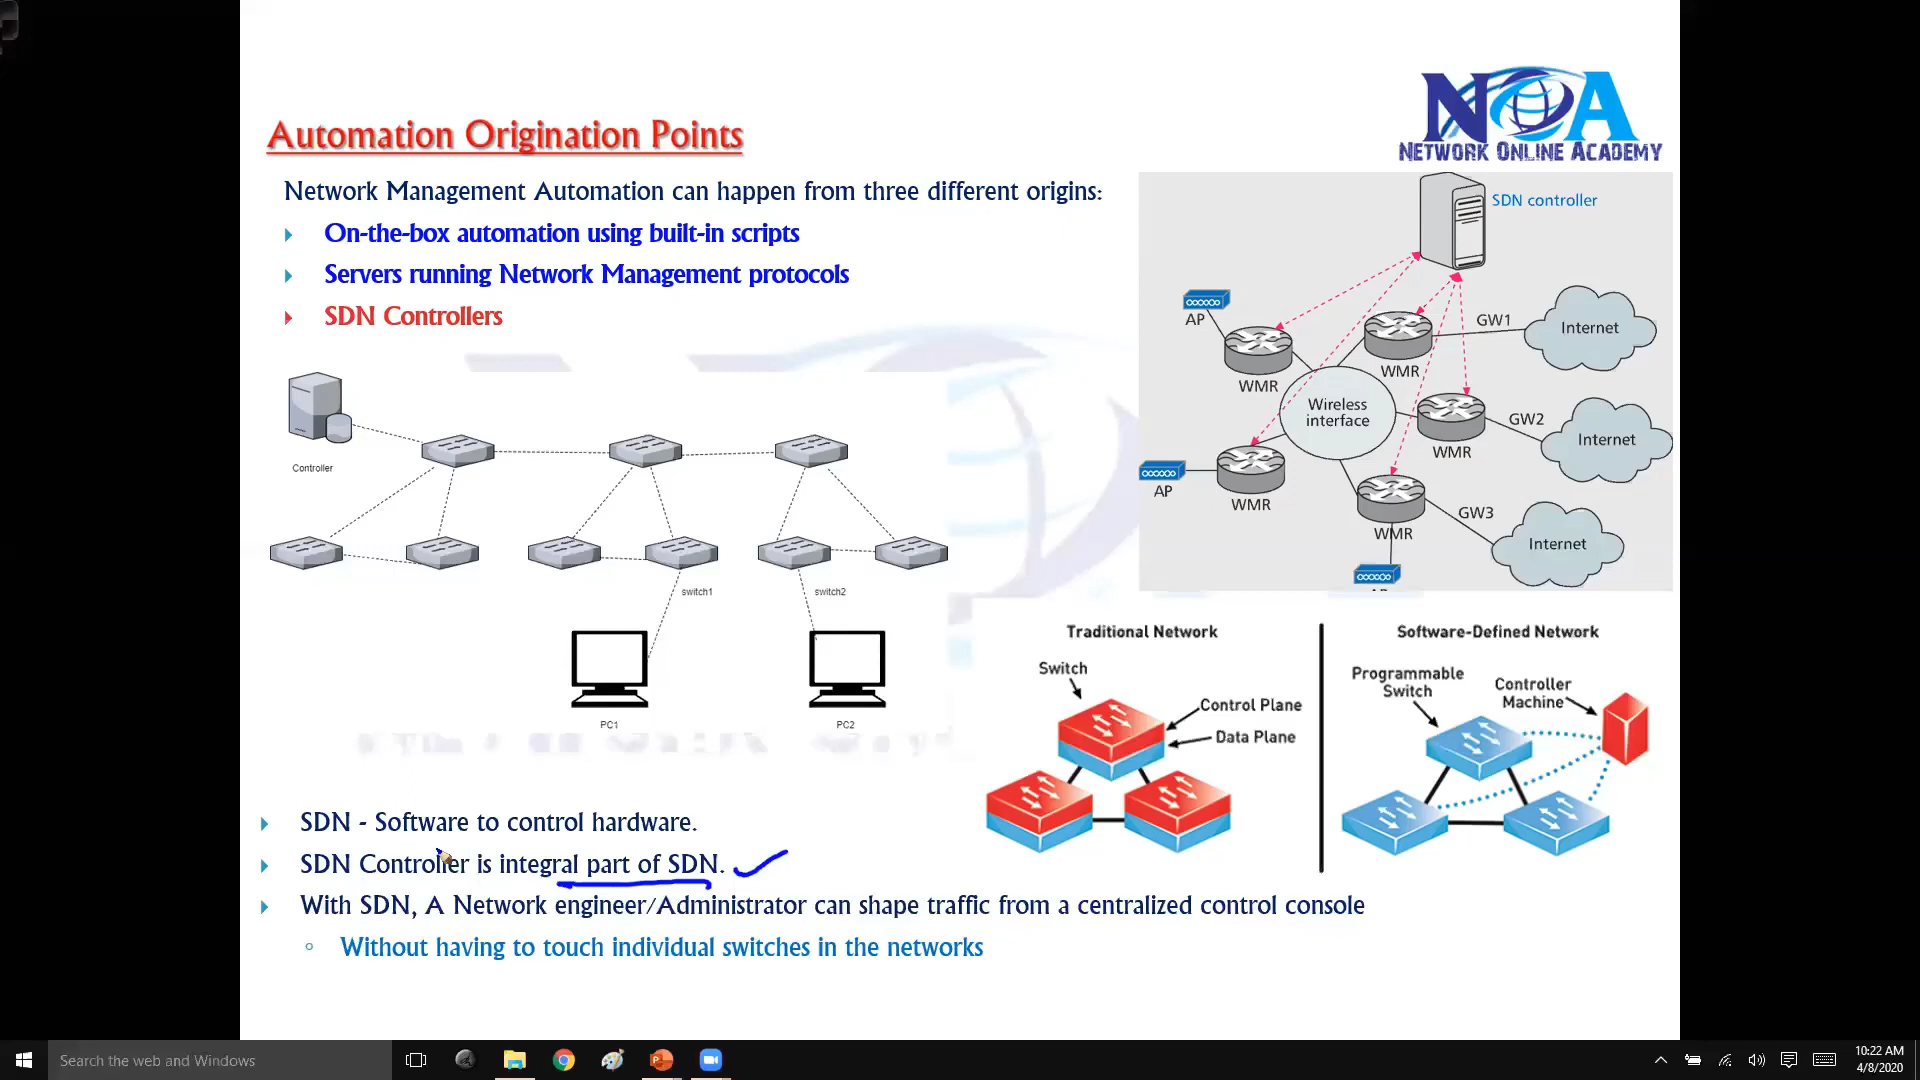 NOA
NETWORK ONLINE ACADEMY
Automation Origination Points
Network Management Automation can happen from three different origins:
On-the-box automation using built-in scripts
Servers running Network Management protocols
SDN Controllers
Controller
switch1
switch2
PC1
PC2
SDN controller
AP
WMR
WMR
GW1
Internet
Wireless
interface
WMR
GW2
Internet
AP
WMR
WMR
GW3
Internet
Traditional Network
Switch
Control Plane
Data Plane
Software-Defined Network
Programmable
Switch
Controller
Machine
SDN - Software to control hardware.
SDN Controller is integral part of SDN.
With SDN, A Network engineer/Administrator can shape traffic from a centralized control console
Without having to touch individual switches in the networks
Search the web and Windows
10:22 AM
4/8/2020